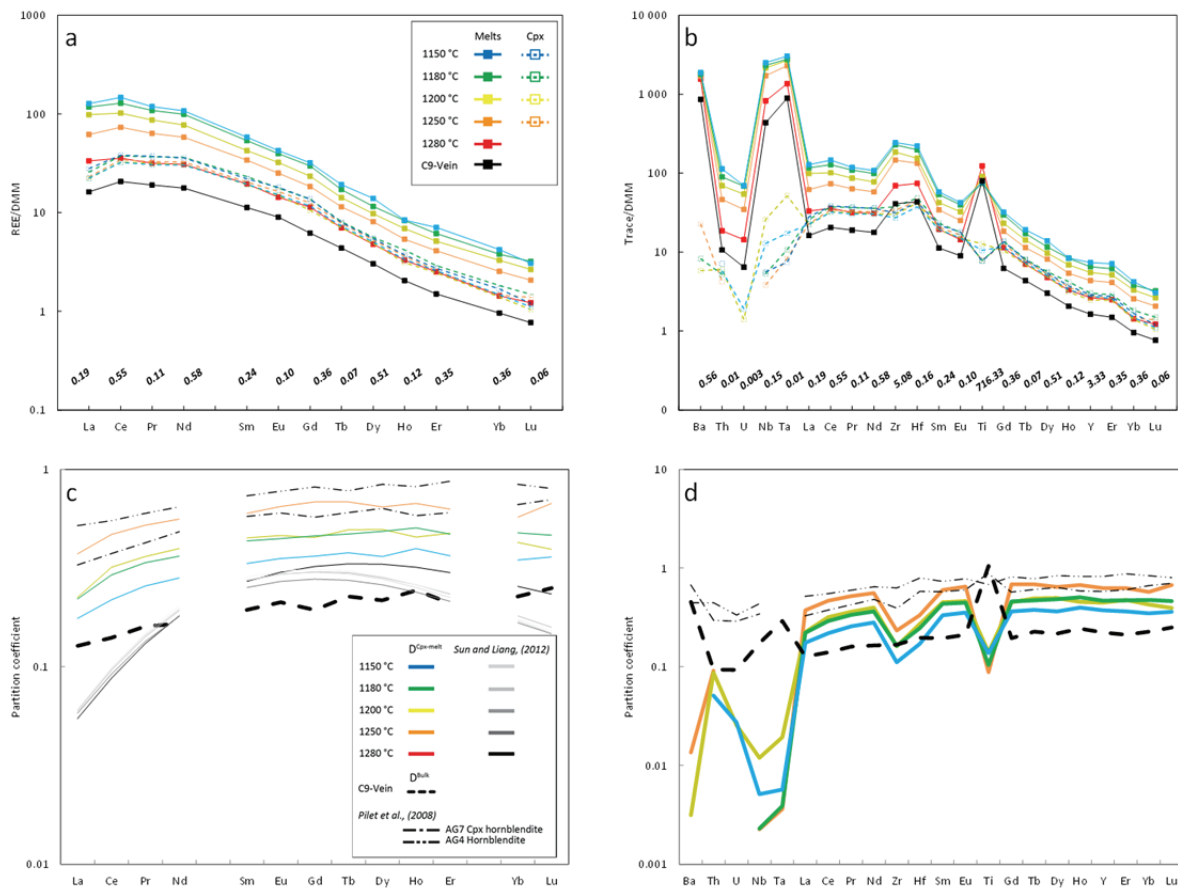 a
1000
100
10
1
0.1
REE/DMM
Melts Cpx
1150 °C
1180 °C
1200 °C
1250 °C
1280 °C
C9-Vein
0.19 0.55 0.11 0.58 0.24 0.10 0.36 0.07 0.51 0.12 0.35 0.36 0.06
La Ce Pr Nd Sm Eu Gd Tb Dy Ho Er Yb Lu
b
10 000
1 000
100
10
1
0
Trace/DMM
0.56 0.01 0.003 0.15 0.01 0.19 0.55 0.11 0.58 5.08 0.16 0.24 0.10 716.33 0.36 0.07 0.51 0.12 3.33 0.35 0.36 0.06
Ba Th U Nb Ta La Ce Pr Nd Zr Hf Sm Eu Ti Gd Tb Dy Ho Y Er Yb Lu
c
1
0.1
0.01
Partition coefficient
D Cpx-melt Sun and Liang, (2012)
1150 °C
1180 °C
1200 °C
1250 °C
1280 °C
D Bulk
C9-Vein
Pilet et al., (2008)
AG7 Cpx hornblendite
AG4 Hornblendite
La Ce Pr Nd Sm Eu Gd Tb Dy Ho Er Yb Lu
d
10
1
0.1
0.01
0.001
Partition coefficient
Ba Th U Nb Ta La Ce Pr Nd Zr Hf Sm Eu Ti Gd Tb Dy Ho Y Er Yb Lu